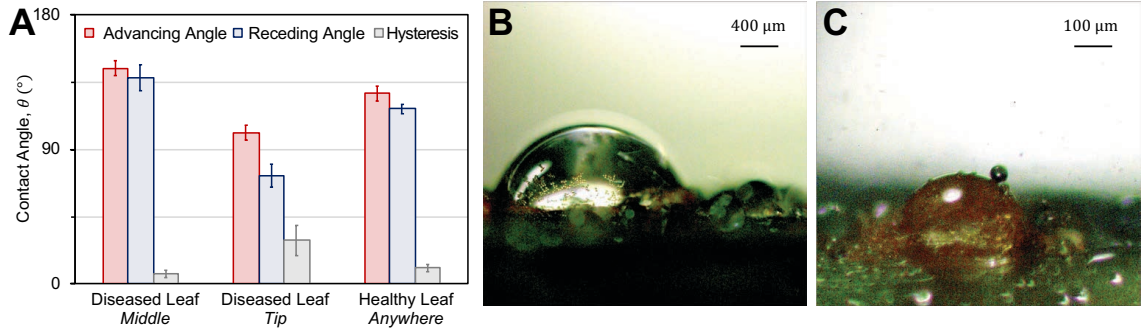 A
180
90
0
Contact Angle, θ (°)
Advancing Angle Receding Angle Hysteresis
Diseased Leaf
Middle
Diseased Leaf
Tip
Healthy Leaf
Anywhere
B
400 μm
C
100 μm